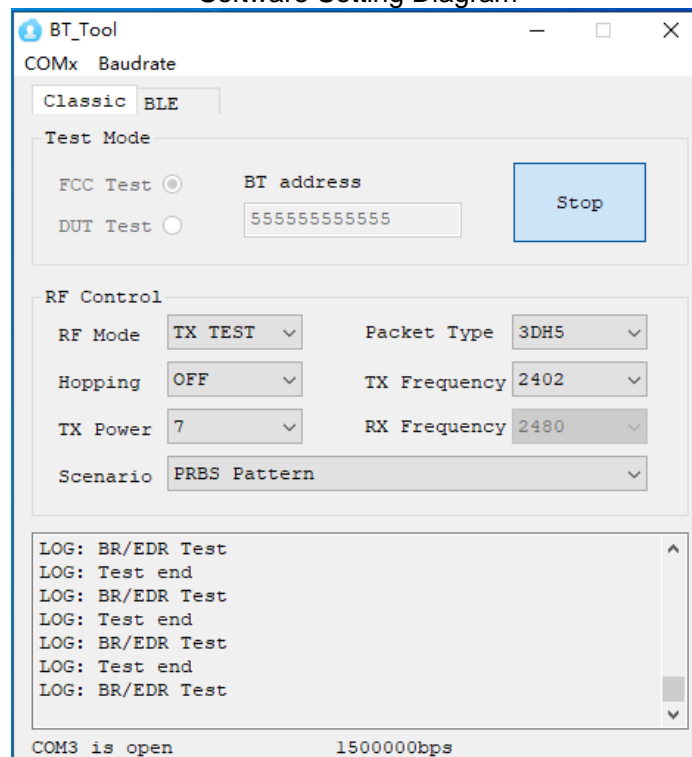 Software Setting Diagram
BT_Tool
COMx Baudrate
Classic BLE
Test Mode
FCC Test BT address
Stop
DUT Test 555555555555
RF Control
RF Mode TX TEST Packet Type 3DH5
Hopping OFF TX Frequency 2402
TX Power 7 RX Frequency 2480
Scenario PRBS Pattern
LOG: BR/EDR Test
LOG: Test end
LOG: BR/EDR Test
LOG: Test end
LOG: BR/EDR Test
LOG: Test end
LOG: BR/EDR Test
COM3 is open 1500000bps